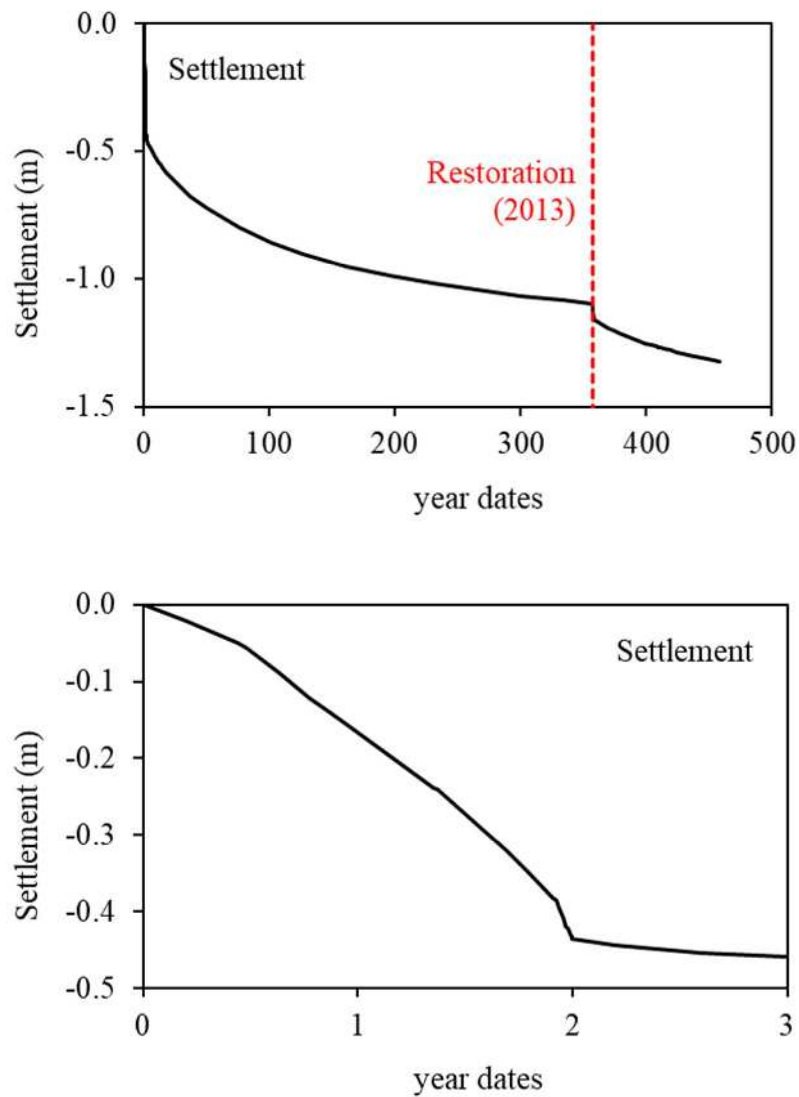 0.0
Settlement
-0.5
Restoration
(2013)
-1.0
-1.5
Settlement (m)
0 100 200 300 400 500
year dates
0.0
Settlement
-0.1
-0.2
-0.3
-0.4
-0.5
Settlement (m)
0 1 2 3
year dates